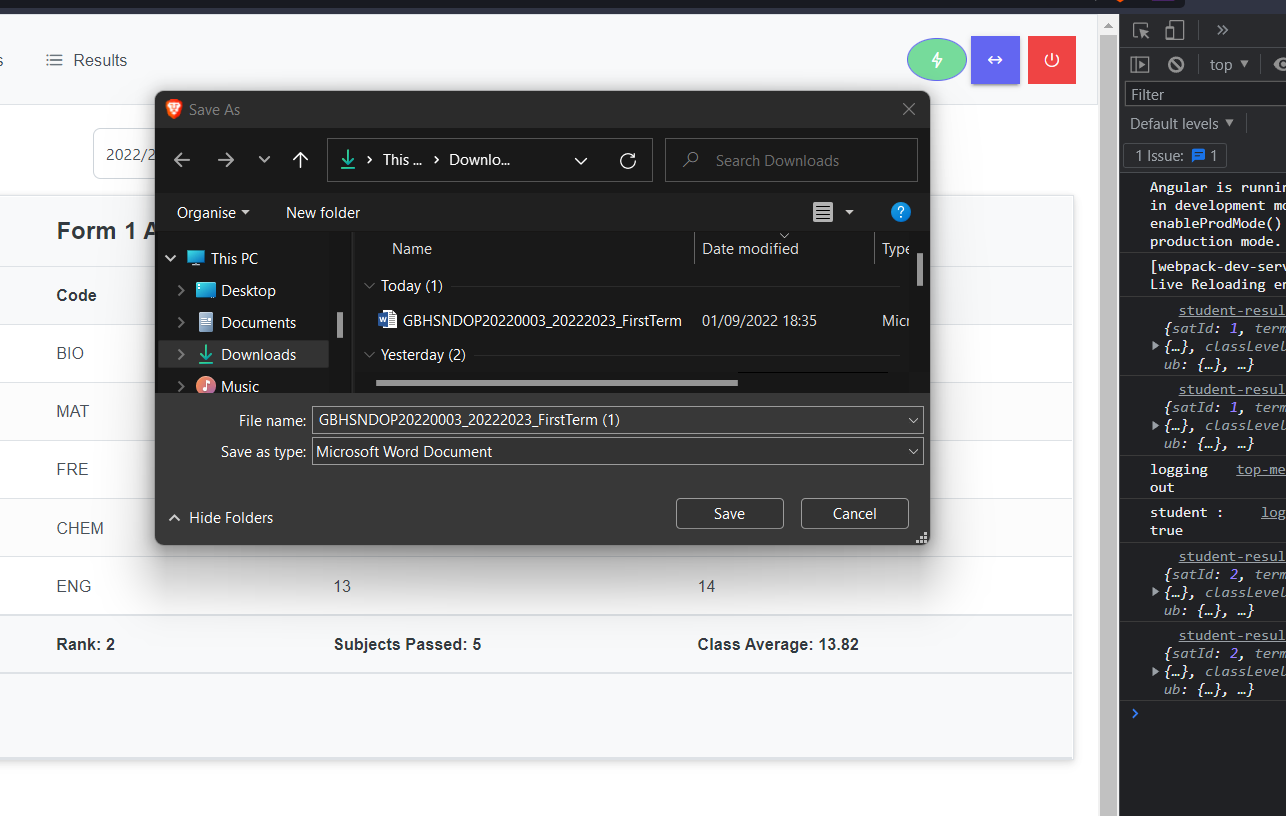 Results
2022/2
Form 1 A
Code
BIO
MAT
FRE
CHEM
ENG 13 14
Rank: 2 Subjects Passed: 5 Class Average: 13.82
Save As
This ... Downlo...
Search Downloads
Organise New folder
?
This PC
Desktop
Documents
Downloads
Music
Name Date modified Type
Today (1)
GBHSNDOP20220003_20222023_FirstTerm 01/09/2022 18:35 Micr
Yesterday (2)
File name: GBHSNDOP20220003_20222023_FirstTerm (1)
Save as type: Microsoft Word Document
Hide Folders
Save Cancel
top
Filter
Default levels
1 Issue: 1
Angular is runnin
in development mo
enableProdMode()
production mode.
[webpack-dev-serv
Live Reloading en
student-resul
{satId: 1, term
{…}, classLevel
ub: {…}, …}
student-resul
{satId: 1, term
{…}, classLevel
ub: {…}, …}
logging top-me
out
student : log
true
student-resul
{satId: 2, term
{…}, classLevel
ub: {…}, …}
student-resul
{satId: 2, term
{…}, classLevel
ub: {…}, …}